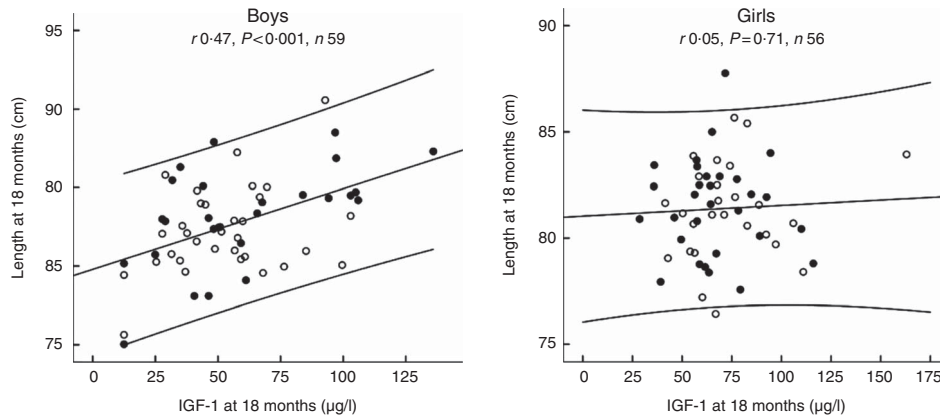 Boys
r 0·47, P<0·001, n 59
95
90
80
85
75
Length at 18 months (cm)
0 25 50 75 100 125
IGF-1 at 18 months (µg/l)
Girls
r 0·05, P=0·71, n 56
90
85
80
75
Length at 18 months (cm)
0 25 50 75 100 125 150 175
IGF-1 at 18 months (µg/l)